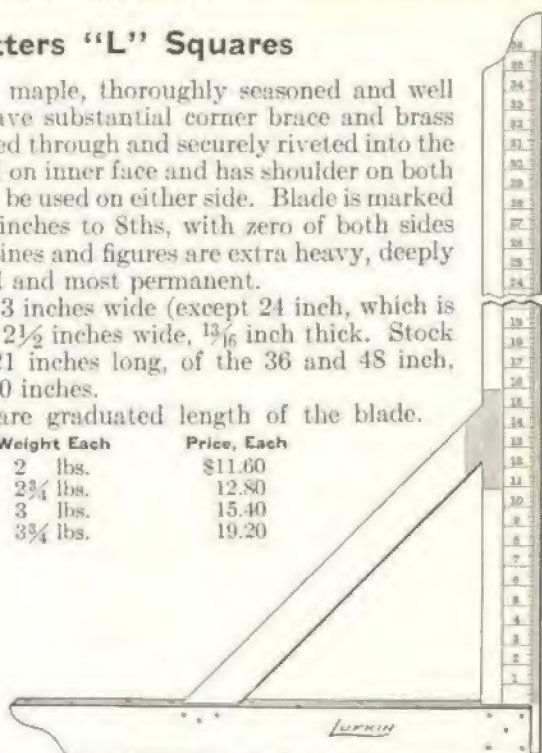 tters "L" Squares
maple, thoroughly seasoned and well
ave substantial corner brace and brass
ed through and securely riveted into the
on inner face and has shoulder on both
be used on either side. Blade is marked
inches to 8ths, with zero of both sides
ines and figures are extra heavy, deeply
and most permanent.
3 inches wide (except 24 inch, which is
2½ inches wide, 13/16 inch thick. Stock
21 inches long, of the 36 and 48 inch,
0 inches.
are graduated length of the blade.
Weight Each Price, Each
2 lbs. $11.60
2¾ lbs. 12.80
3 lbs. 15.40
3¾ lbs. 19.20
LUFKIN